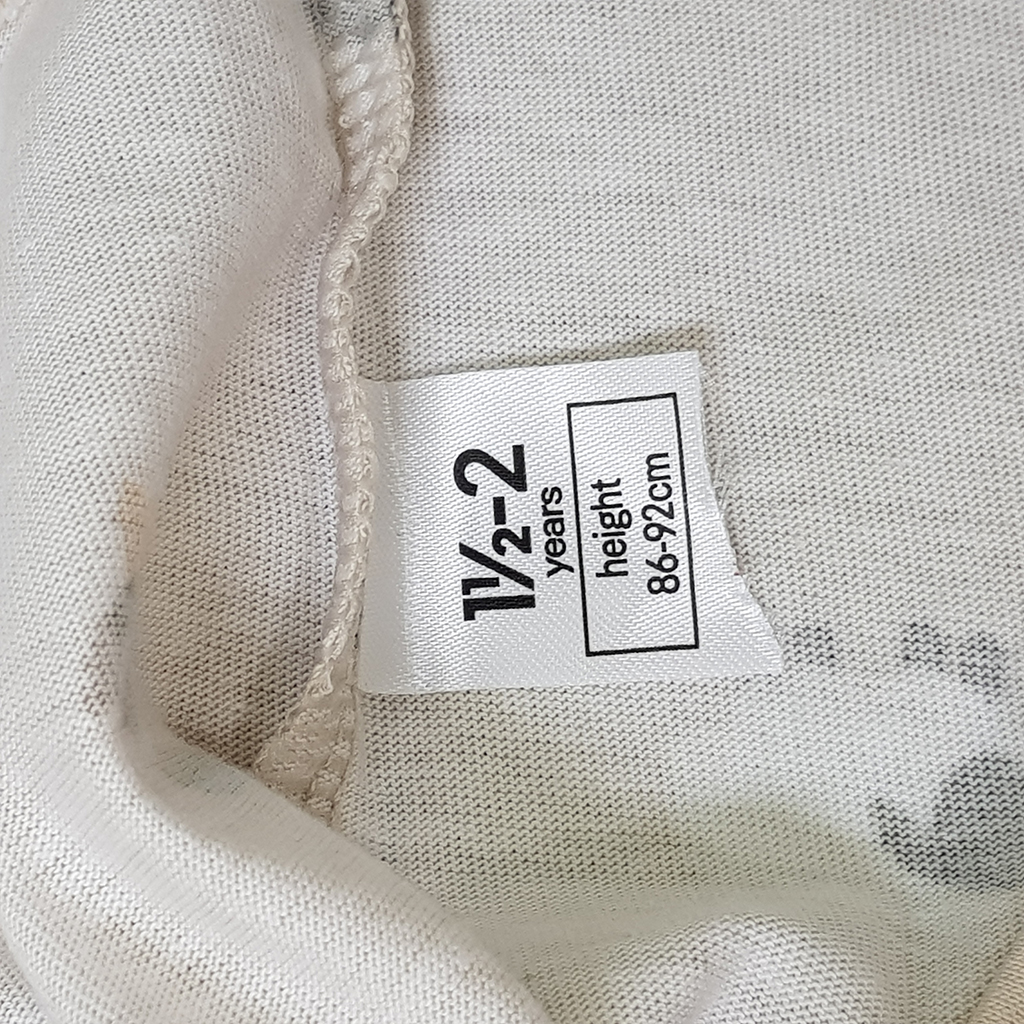 1½-2
years
height
86-92cm